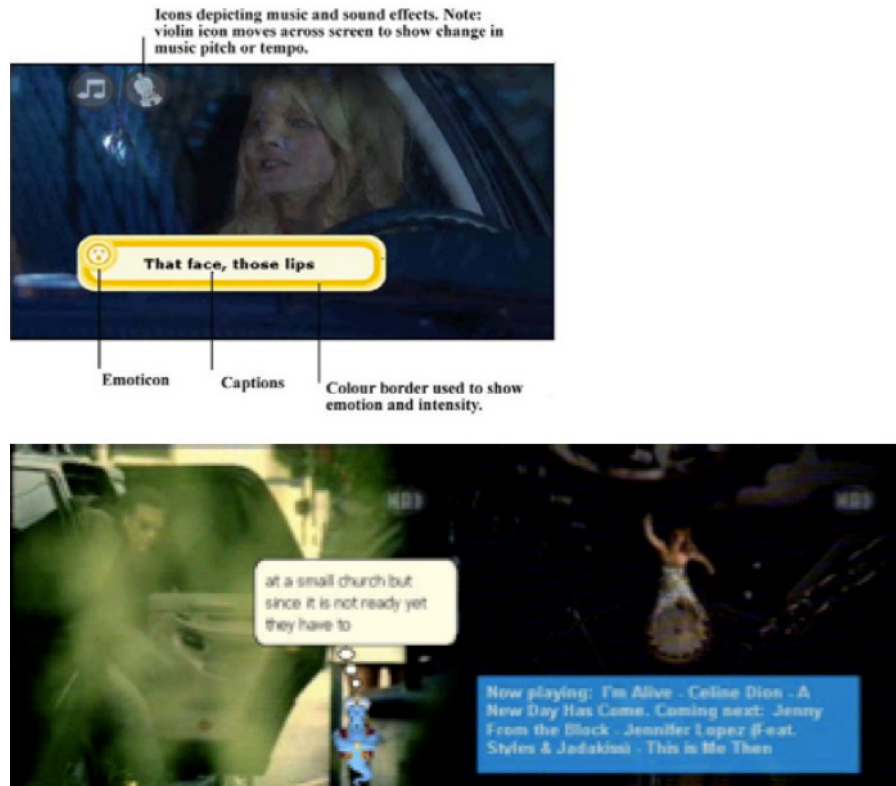 Icons depicting music and sound effects. Note:
violin icon moves across screen to show change in
music pitch or tempo.
That face, those lips
Emoticon
Captions
Colour border used to show
emotion and intensity.
at a small church but
since it is not ready yet
they have to
Now playing: I'm Alive - Celine Dion - A
New Day Has Come. Coming next: Jenny
From the Block - Jennifer Lopez (Feat.
Styles & Jadakiss) - This is Me Then